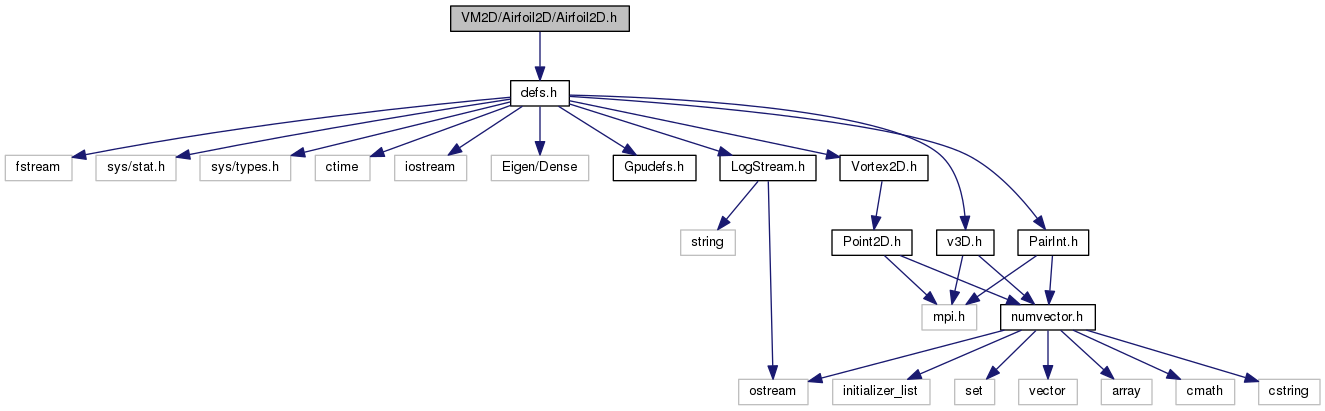 VM2D/Airfoil2D/Airfoil2D.h
defs.h
fstream
sys/stat.h
sys/types.h
ctime
iostream
Eigen/Dense
Gpudefs.h
LogStream.h
Vortex2D.h
string
Point2D.h
v3D.h
PairInt.h
mpi.h
numvector.h
ostream
initializer_list
set
vector
array
cmath
cstring